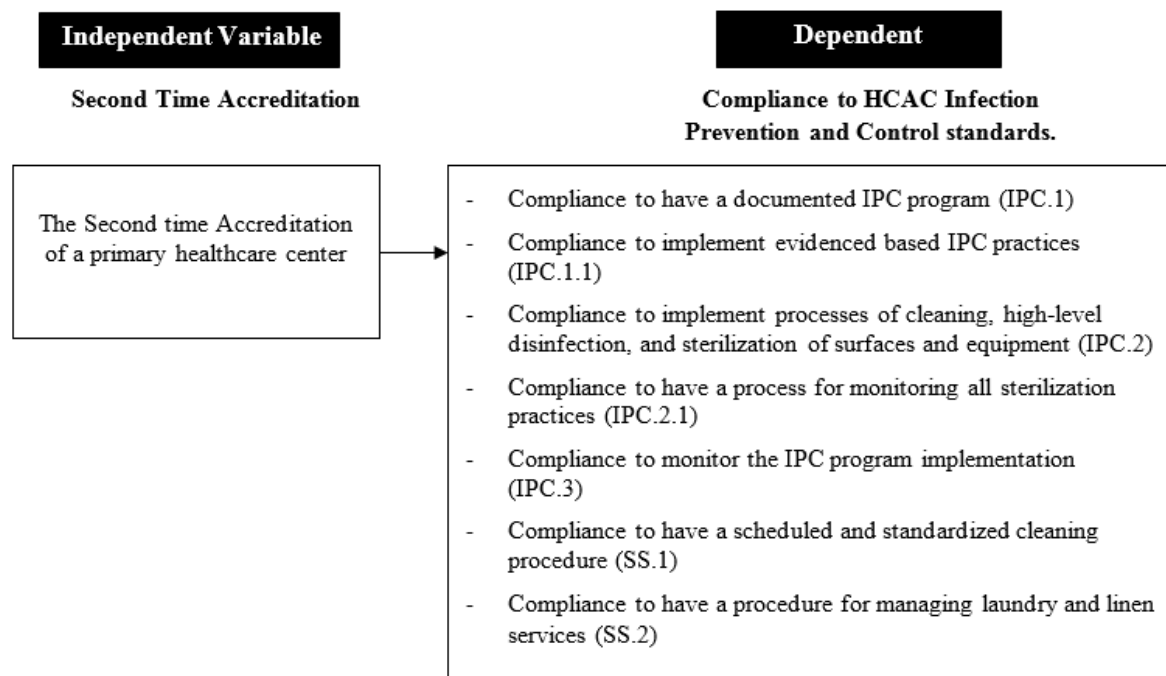 Independent Variable
Second Time Accreditation
The Second time Accreditation
of a primary healthcare center
Dependent
Compliance to HCAC Infection
Prevention and Control standards.
- Compliance to have a documented IPC program (IPC.1)
- Compliance to implement evidenced based IPC practices
(IPC.1.1)
- Compliance to implement processes of cleaning, high-level
disinfection, and sterilization of surfaces and equipment (IPC.2)
- Compliance to have a process for monitoring all sterilization
practices (IPC.2.1)
- Compliance to monitor the IPC program implementation
(IPC.3)
- Compliance to have a scheduled and standardized cleaning
procedure (SS.1)
- Compliance to have a procedure for managing laundry and linen
services (SS.2)